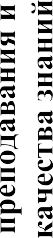 преподавания и
качества знаний